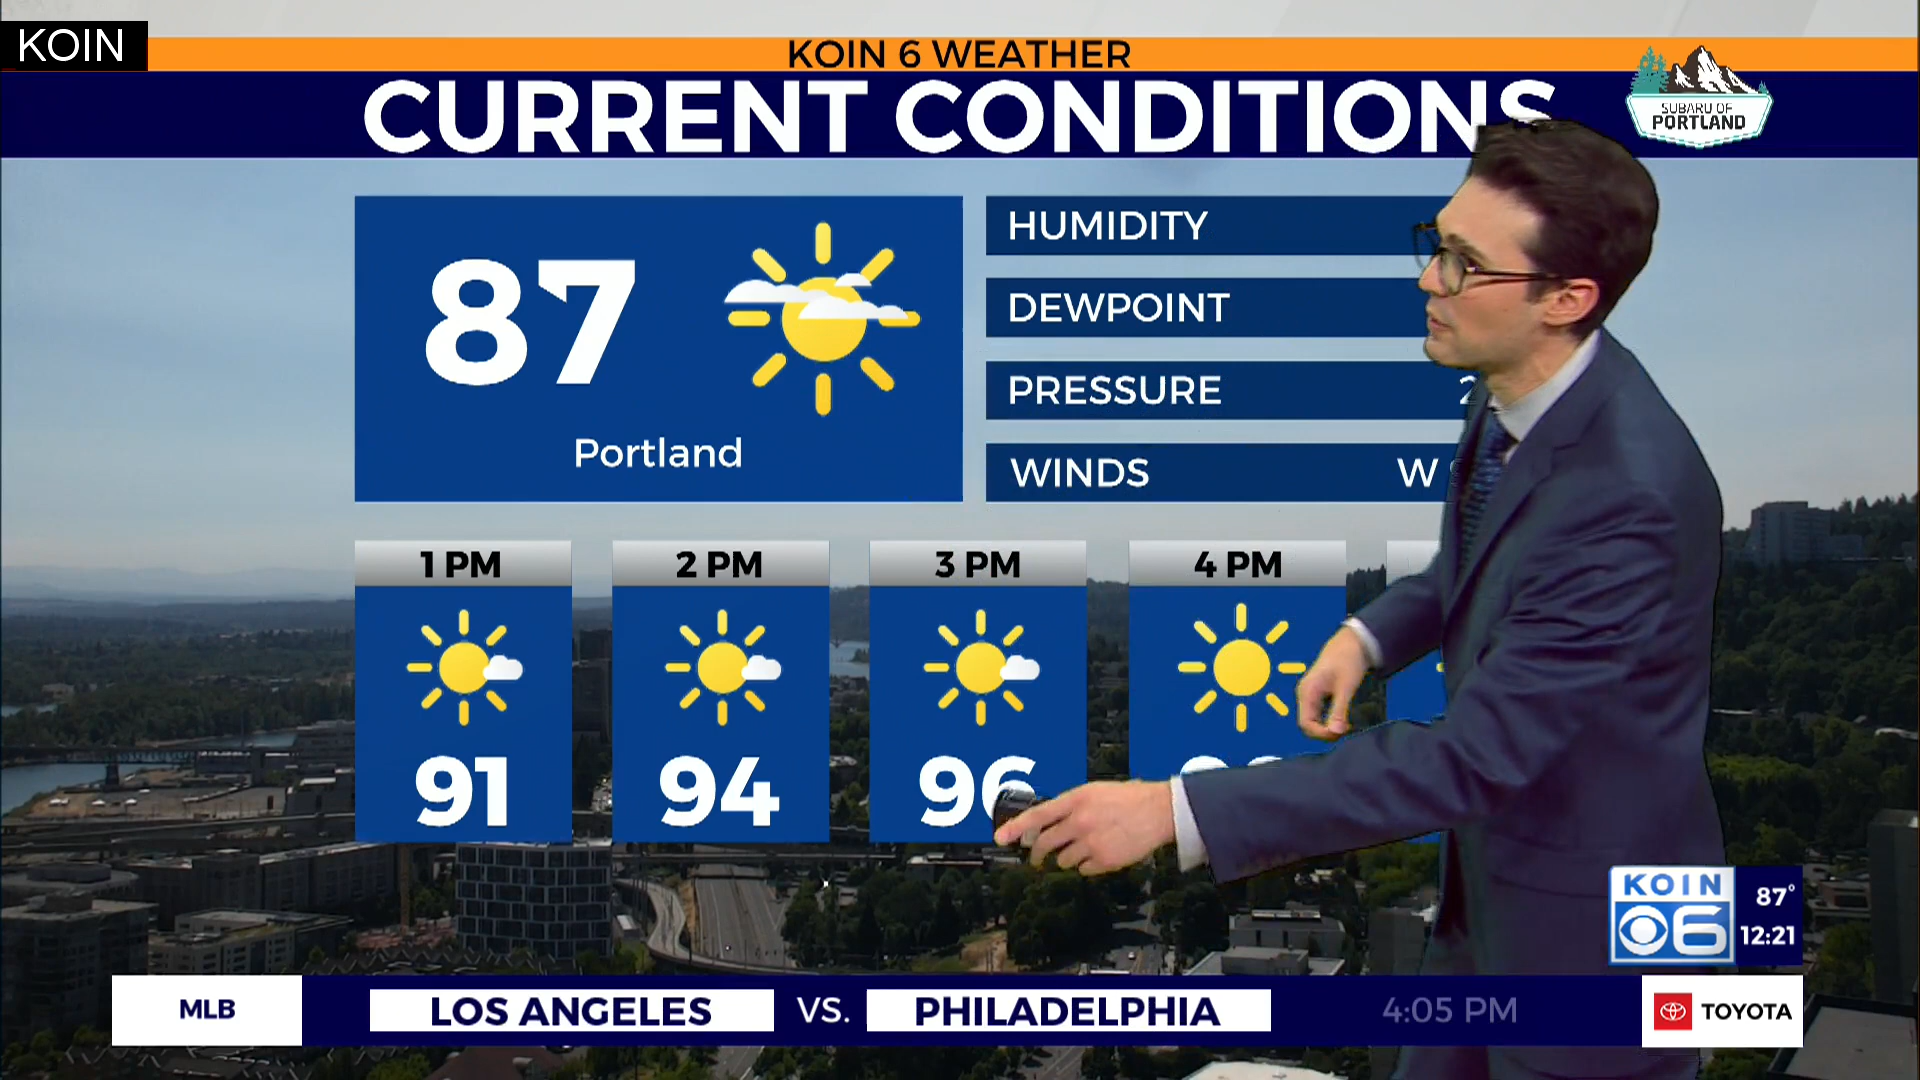 KOIN
KOIN 6 WEATHER
CURRENT CONDITIONS
SUBARU OF
PORTLAND
87
Portland
HUMIDITY
DEWPOINT
PRESSURE
WINDS W
1 PM 2 PM 3 PM 4 PM
91 94 96
KOIN
6
87°
12:21
MLB LOS ANGELES VS. PHILADELPHIA 4:05 PM TOYOTA